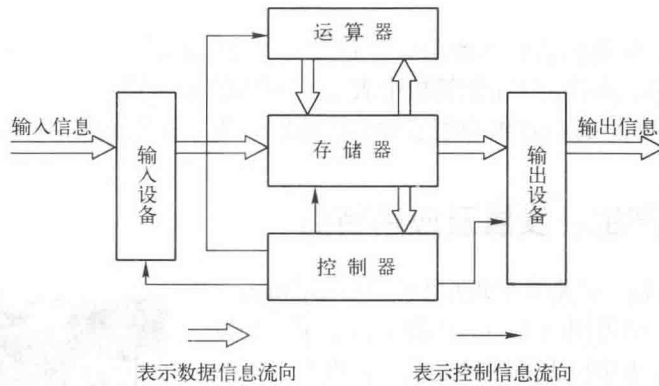 运算器
输入信息
输入设备
存储器
输出设备
输出信息
控制器
表示数据信息流向
表示控制信息流向